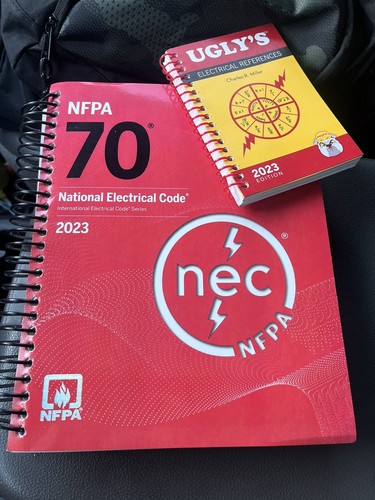 NFPA
70®
National Electrical Code®
International Electrical Code® Series
2023
nec
®
NFPA
NFPA®
UGLY'S
ELECTRICAL REFERENCES
Charles R. Miller
2023
EDITION